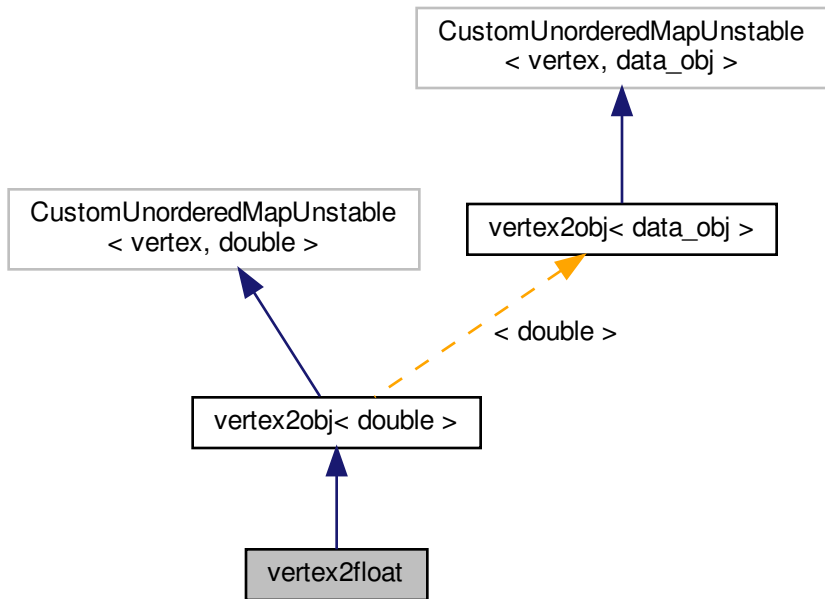 CustomUnorderedMapUnstable
< vertex, data_obj >
CustomUnorderedMapUnstable
< vertex, double >
vertex2obj< data_obj >
< double >
vertex2obj< double >
vertex2float